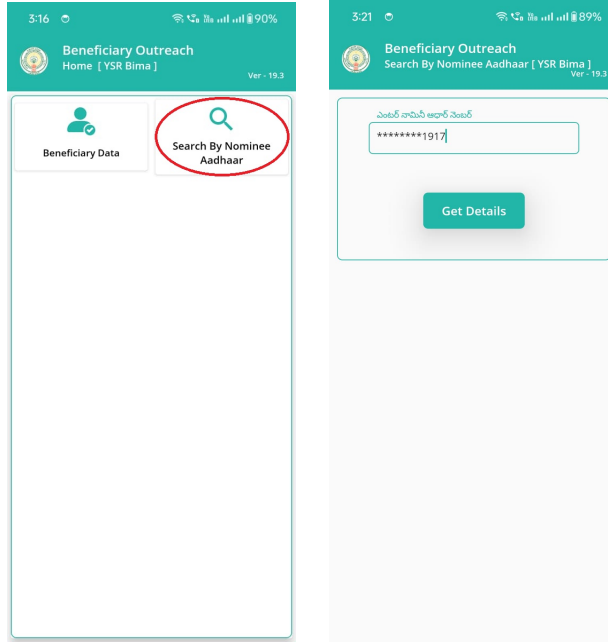 3:16
90%
Beneficiary Outreach
Home [ YSR Bima ]
Ver - 19.3
Beneficiary Data
Search By Nominee
Aadhaar
3:21
89%
Beneficiary Outreach
Search By Nominee Aadhaar [ YSR Bima ]
Ver - 19.3
ఎంటర్ నామినీ ఆధార్ నెంబర్
********1917
Get Details